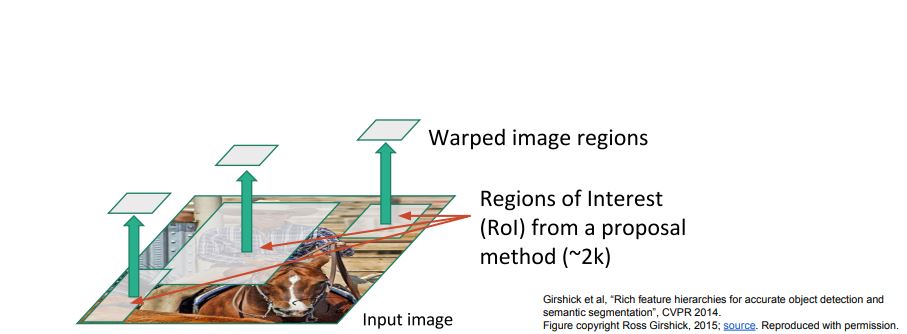 Warped image regions
Regions of Interest
(RoI) from a proposal
method (~2k)
Input image
Girshick et al, “Rich feature hierarchies for accurate object detection and
semantic segmentation”, CVPR 2014.
Figure copyright Ross Girshick, 2015; source. Reproduced with permission.